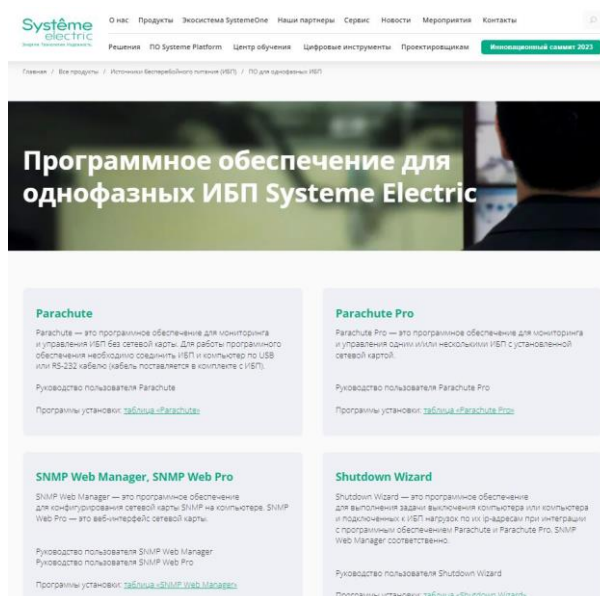 Systême
electric
Энергия. Технологии. Надежность.
О нас Продукты Экосистема SystemeOne Наши партнеры Сервис Новости Мероприятия Контакты
Решения ПО Systeme Platform Центр обучения Цифровые инструменты Проектировщикам Инновационный саммит 2023
Главная / Все продукты / Источники бесперебойного питания (ИБП) / ПО для однофазных ИБП
Программное обеспечение для
однофазных ИБП Systeme Electric
Parachute
Parachute — это программное обеспечение для мониторинга
и управления ИБП без сетевой карты. Для работы программного
обеспечения необходимо соединить ИБП и компьютер по USB
или RS-232 кабелю (кабель поставляется в комплекте с ИБП).
Руководство пользователя Parachute
Программы установки: таблица «Parachute»
Parachute Pro
Parachute Pro — это программное обеспечение для мониторинга
и управления одним и/или несколькими ИБП с установленной
сетевой картой.
Руководство пользователя Parachute Pro
Программы установки: таблица «Parachute Pro»
SNMP Web Manager, SNMP Web Pro
SNMP Web Manager — это программное обеспечение
для конфигурирования сетевой карты SNMP на компьютере. SNMP
Web Pro — это веб-интерфейс сетевой карты.
Руководство пользователя SNMP Web Manager
Руководство пользователя SNMP Web Pro
Программы установки: таблица «SNMP Web Manager»
Shutdown Wizard
Shutdown Wizard — это программное обеспечение
для выполнения задачи выключения компьютера или компьютера
и подключенных к ИБП нагрузок по их ip-адресам при интеграции
с программным обеспечением Parachute и Parachute Pro, SNMP
Web Manager соответственно.
Руководство пользователя Shutdown Wizard
Программы установки: таблица «Shutdown Wizard»